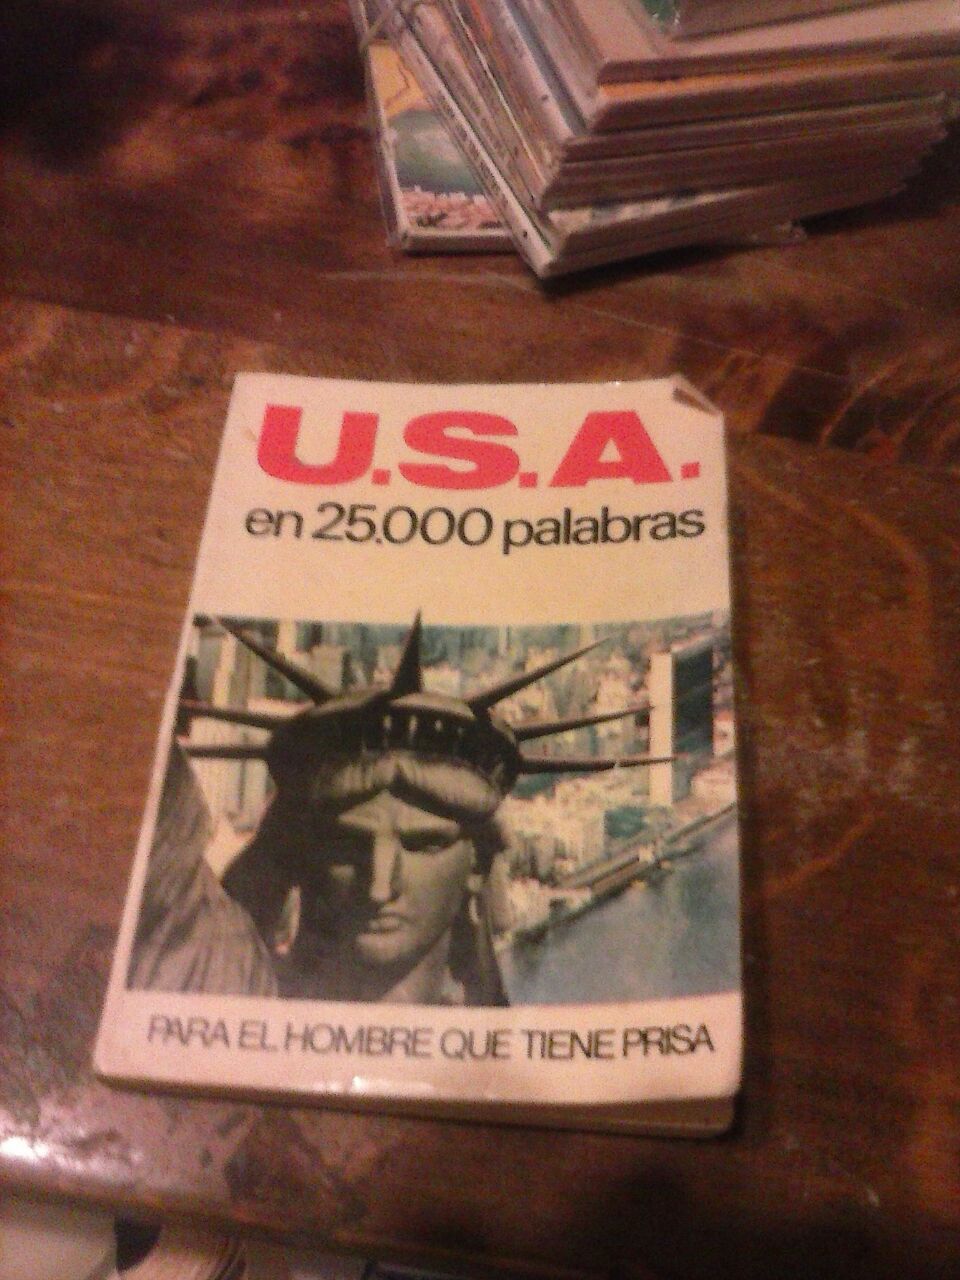 U.S.A.
en 25.000 palabras
PARA EL HOMBRE QUE TIENE PRISA